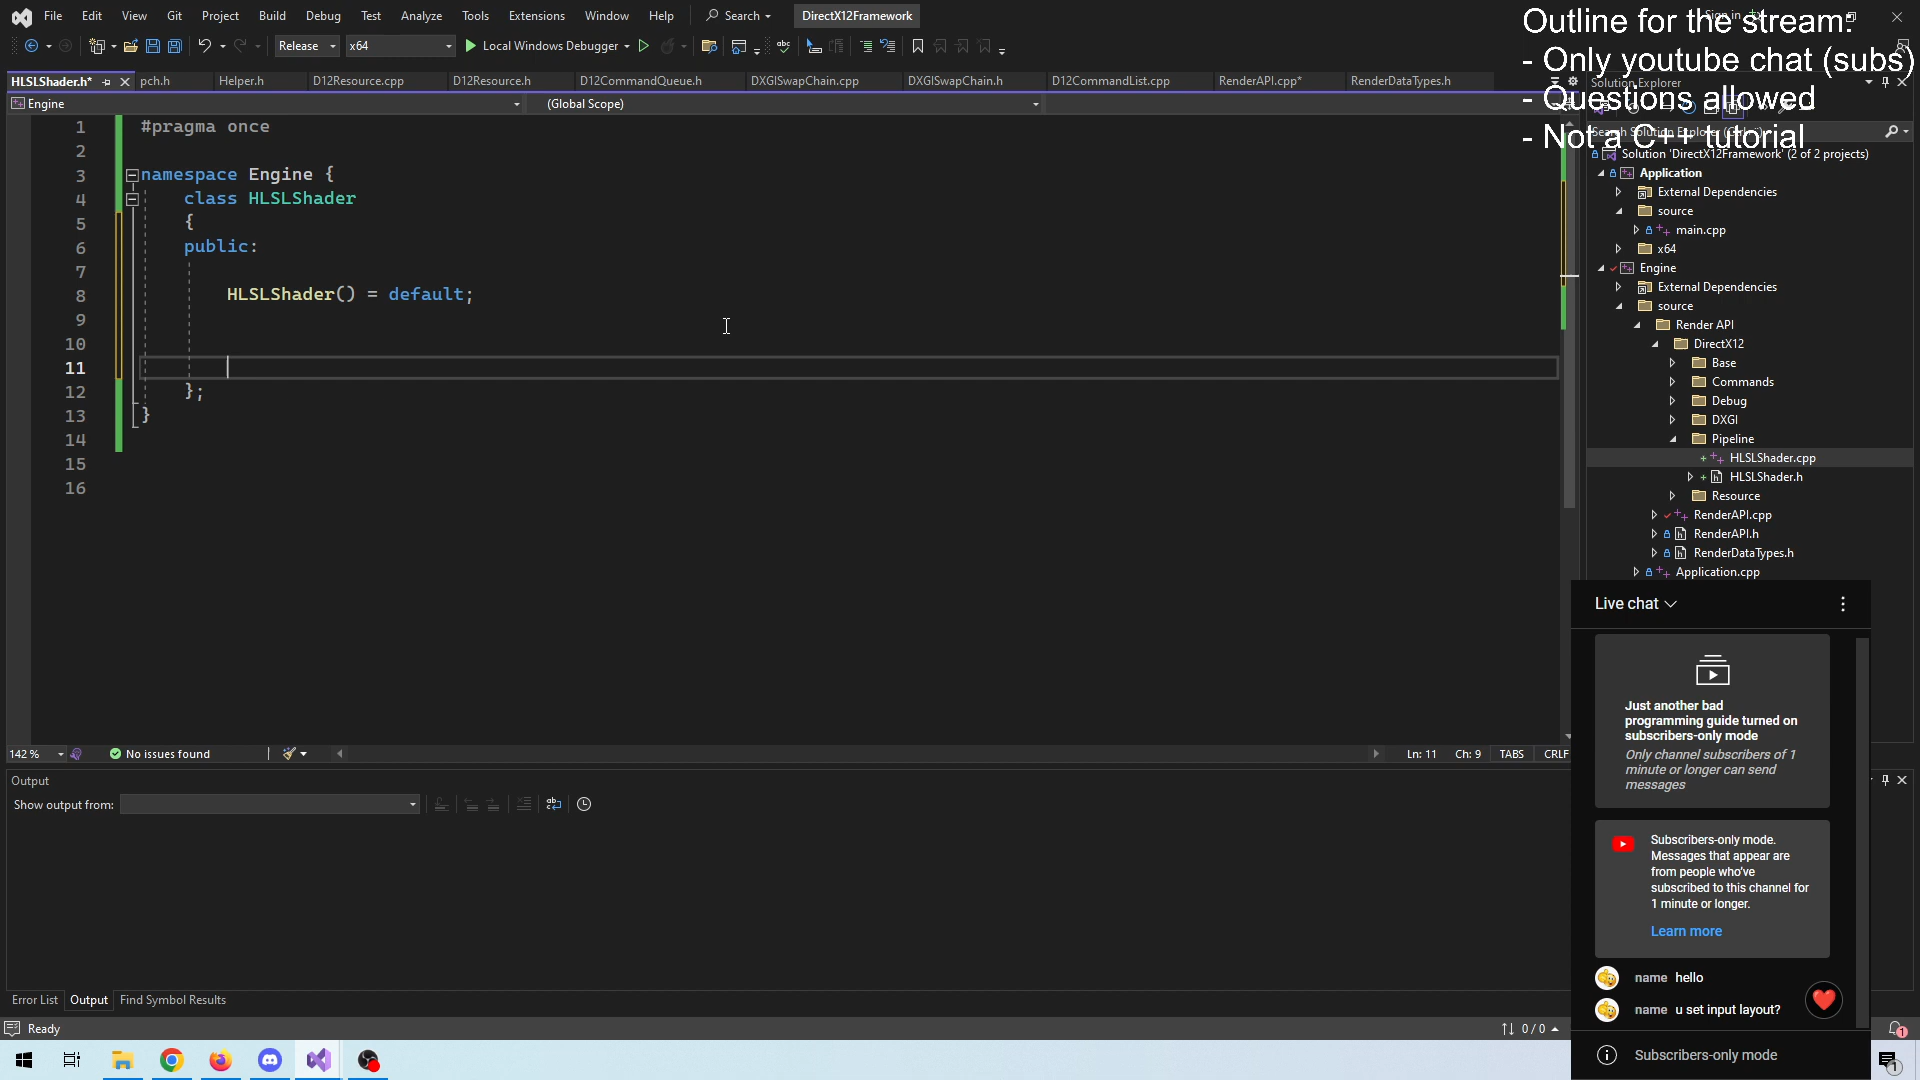 File Edit View Git Project Build Debug Test Analyze Tools Extensions Window Help Search DirectX12Framework Sign in
Outline for the stream:
- Only youtube chat (subs)
- Questions allowed
- Not a C++ tutorial
Release x64 Local Windows Debugger
HLSLShader.h* pch.h Helper.h D12Resource.cpp D12Resource.h D12CommandQueue.h DXGISwapChain.cpp DXGISwapChain.h D12CommandList.cpp RenderAPI.cpp* RenderDataTypes.h
Engine (Global Scope)
1 #pragma once
2
3 namespace Engine {
4 class HLSLShader
5 {
6 public:
7
8 HLSLShader() = default;
9
10
11
12 };
13 }
14
15
16
Solution Explorer
Solution 'DirectX12Framework' (2 of 2 projects)
Application
External Dependencies
source
main.cpp
x64
Engine
External Dependencies
source
Render API
DirectX12
Base
Commands
Debug
DXGI
Pipeline
HLSLShader.cpp
HLSLShader.h
Resource
RenderAPI.cpp
RenderAPI.h
RenderDataTypes.h
Application.cpp
142 % No issues found Ln: 11 Ch: 9 TABS CRLF
Output
Show output from:
Error List Output Find Symbol Results
Ready 0 / 0
Live chat
Just another bad
programming guide turned on
subscribers-only mode
Only channel subscribers of 1
minute or longer can send
messages
Subscribers-only mode.
Messages that appear are
from people who've
subscribed to this channel for
1 minute or longer.
Learn more
name hello
name u set input layout?
Subscribers-only mode
1
1